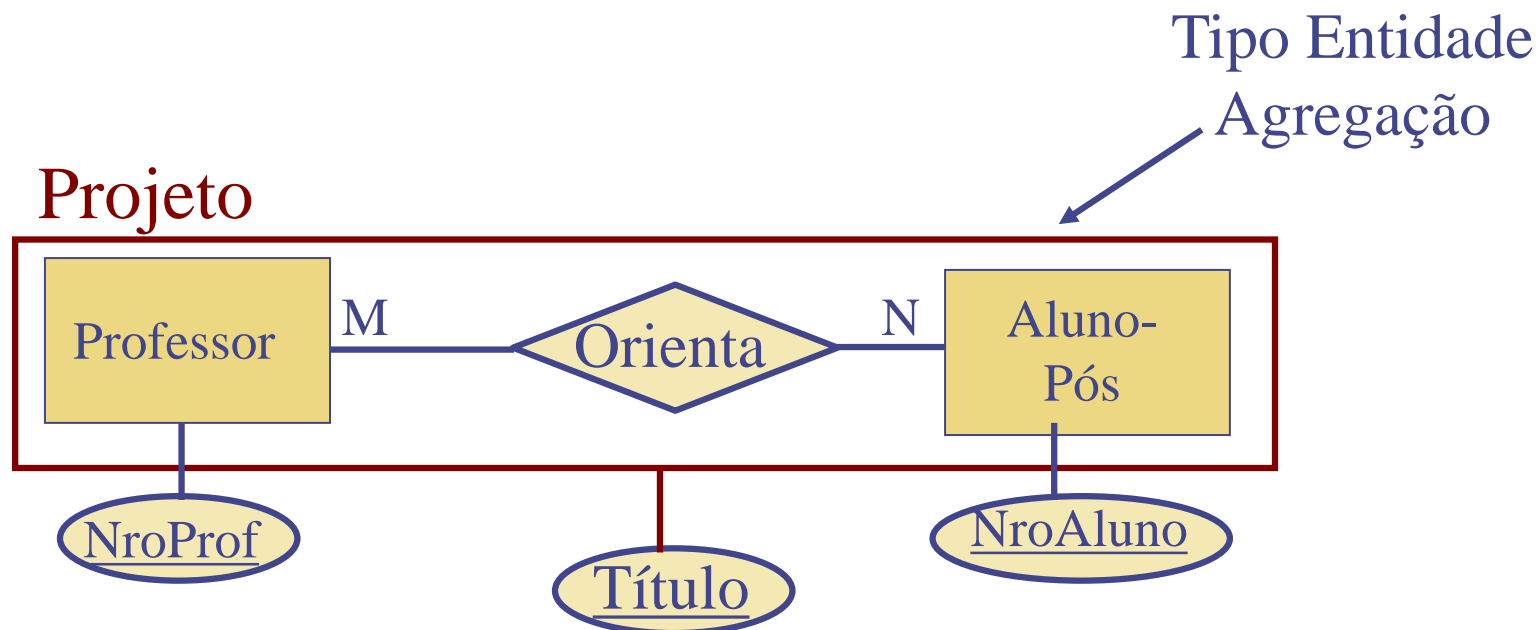 Tipo Entidade
Agregação
Projeto
Professor
M
Orienta
N
Aluno-
Pós
NroProf
Título
NroAluno